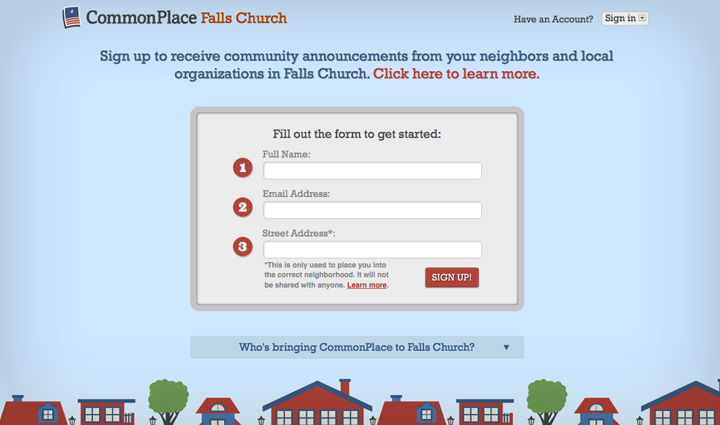 CommonPlace Falls Church
Have an Account? Sign in
Sign up to receive community announcements from your neighbors and local
organizations in Falls Church. Click here to learn more.
Fill out the form to get started:
Full Name:
1
Email Address:
2
Street Address*:
3
*This is only used to place you into
the correct neighborhood. It will not
be shared with anyone. Learn more.
SIGN UP!
Who's bringing CommonPlace to Falls Church?